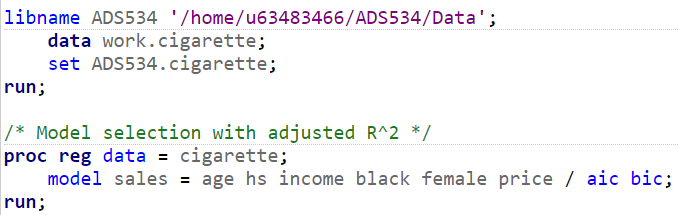 libname ADS534 '/home/u63483466/ADS534/Data';
    data work.cigarette;
    set ADS534.cigarette;
run;

/* Model selection with adjusted R^2 */
proc reg data = cigarette;
    model sales = age hs income black female price / aic bic;
run;